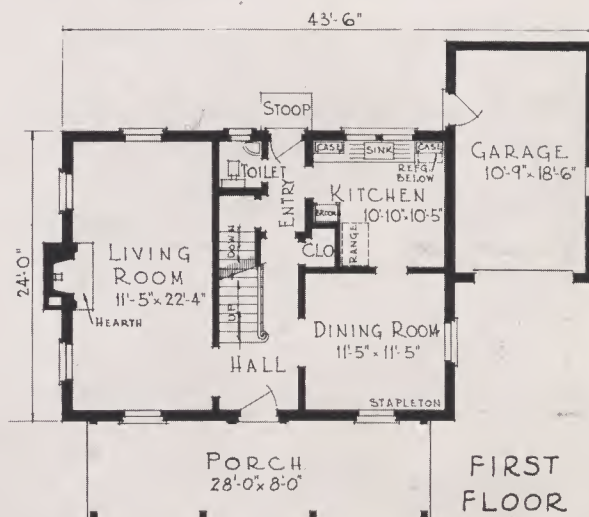 43'-6"
STOOP
CASE
SINK
CASE
REFG.
BELOW
TOILET
ENTRY
KITCHEN
10'-10" x 10'-5"
BROOM
RANGE
CLO
DOWN
UP
GARAGE
10'-9" x 18'-6"
24'-0"
LIVING
ROOM
11'-5" x 22'-4"
HEARTH
HALL
DINING ROOM
11'-5" x 11'-5"
STAPLETON
PORCH
28'-0" x 8'-0"
FIRST
FLOOR